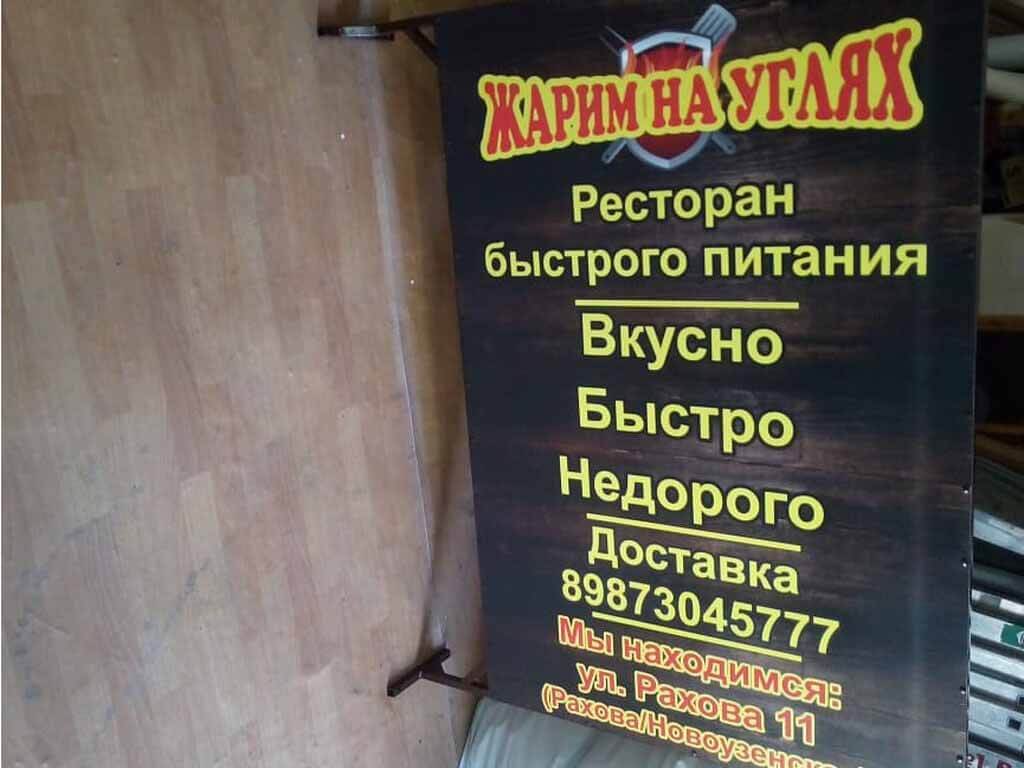 ЖАРИМ НА УГЛЯХ
Ресторан
быстрого питания
Вкусно
Быстро
Недорого
Доставка
89873045777
Мы находимся:
ул. Рахова 11